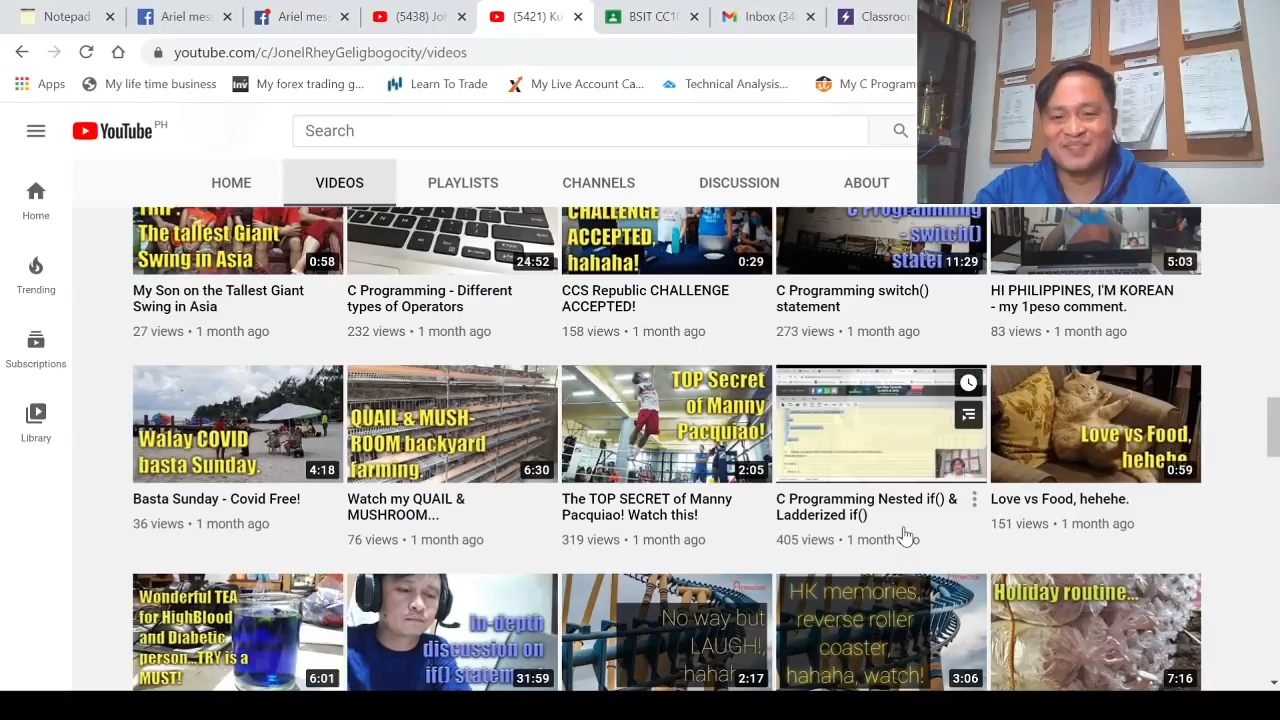 Notepad
Ariel mes
Ariel mes
(5438) Jo
(5421) Ku
BSIT CC1
Inbox (34
Classroom
youtube.com/c/JonelRheyGeligbogocity/videos
Apps
My life time business
My forex trading g...
Learn To Trade
My Live Account Ca...
Technical Analysis...
My C Program
YouTube PH
Search
HOME
VIDEOS
PLAYLISTS
CHANNELS
DISCUSSION
ABOUT
Home
Trending
Subscriptions
Library
The tallest Giant
Swing in Asia
0:58
24:52
CHALLENGE
ACCEPTED,
hahaha!
0:29
C Programming
- switch()
statei
11:29
5:03
My Son on the Tallest Giant
Swing in Asia
27 views • 1 month ago
C Programming - Different
types of Operators
232 views • 1 month ago
CCS Republic CHALLENGE
ACCEPTED!
158 views • 1 month ago
C Programming switch()
statement
273 views • 1 month ago
HI PHILIPPINES, I'M KOREAN
- my 1peso comment.
83 views • 1 month ago
Walay COVID
basta Sunday.
4:18
QUAIL & MUSH-
ROOM backyard
farming.
6:30
TOP Secret
of Manny
Pacquiao!
2:05
Love vs Food,
hehehe
0:59
Basta Sunday - Covid Free!
36 views • 1 month ago
Watch my QUAIL &
MUSHROOM...
76 views • 1 month ago
The TOP SECRET of Manny
Pacquiao! Watch this!
319 views • 1 month ago
C Programming Nested if() &
Ladderized if()
405 views • 1 month ago
Love vs Food, hehehe.
151 views • 1 month ago
Wonderful TEA
for HighBlood
and Diabetic
person...TRY is a
MUST!
6:01
In-depth
discussion on
if() statem
31:59
No way but
LAUGH!,
hahah
2:17
HK memories,
reverse roller
coaster,
hahaha, watch!
3:06
Holiday routine...
7:16